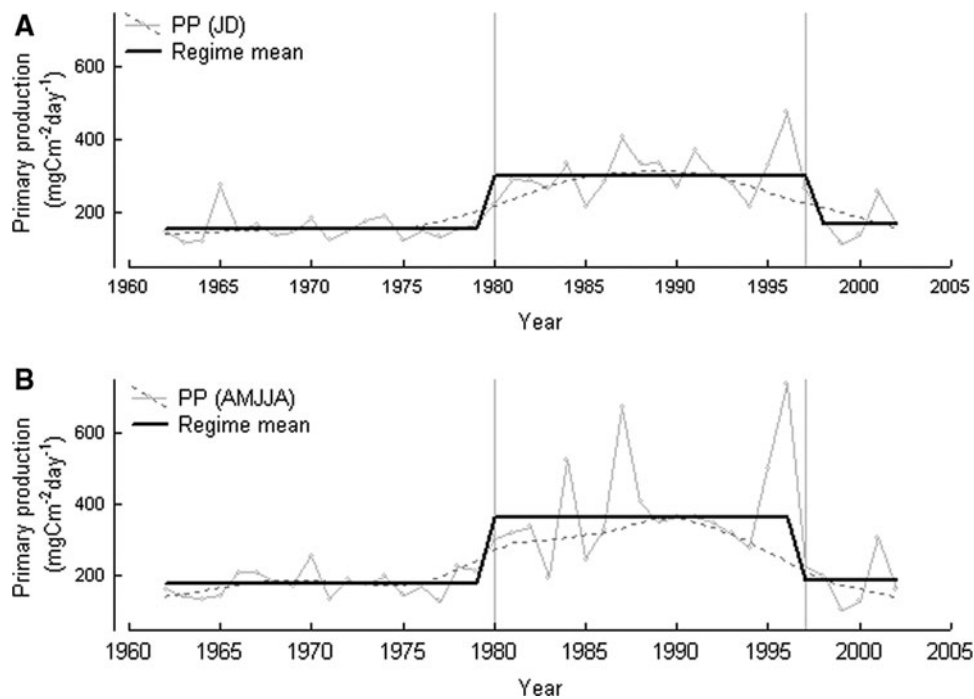 A
PP (JD)
Regime mean
Primary production
(mgCm⁻²day⁻¹)
600
400
200
1960 1965 1970 1975 1980 1985 1990 1995 2000 2005
Year
B
PP (AMJJA)
Regime mean
Primary production
(mgCm⁻²day⁻¹)
600
400
200
1960 1965 1970 1975 1980 1985 1990 1995 2000 2005
Year